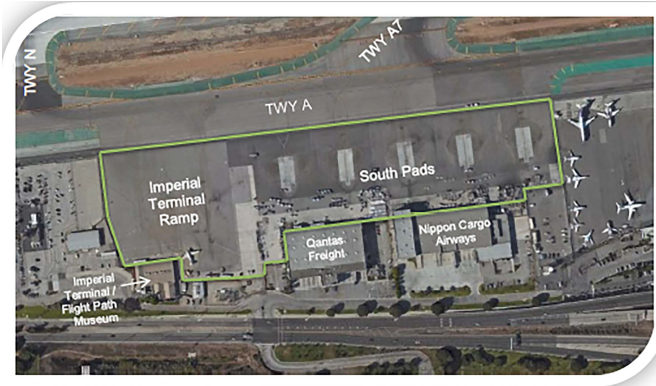 TWY N
TWY A7
TWY A
Imperial
Terminal
Ramp
South Pads
Qantas
Freight
Nippon Cargo
Airways
Imperial
Terminal /
Flight Path
Museum